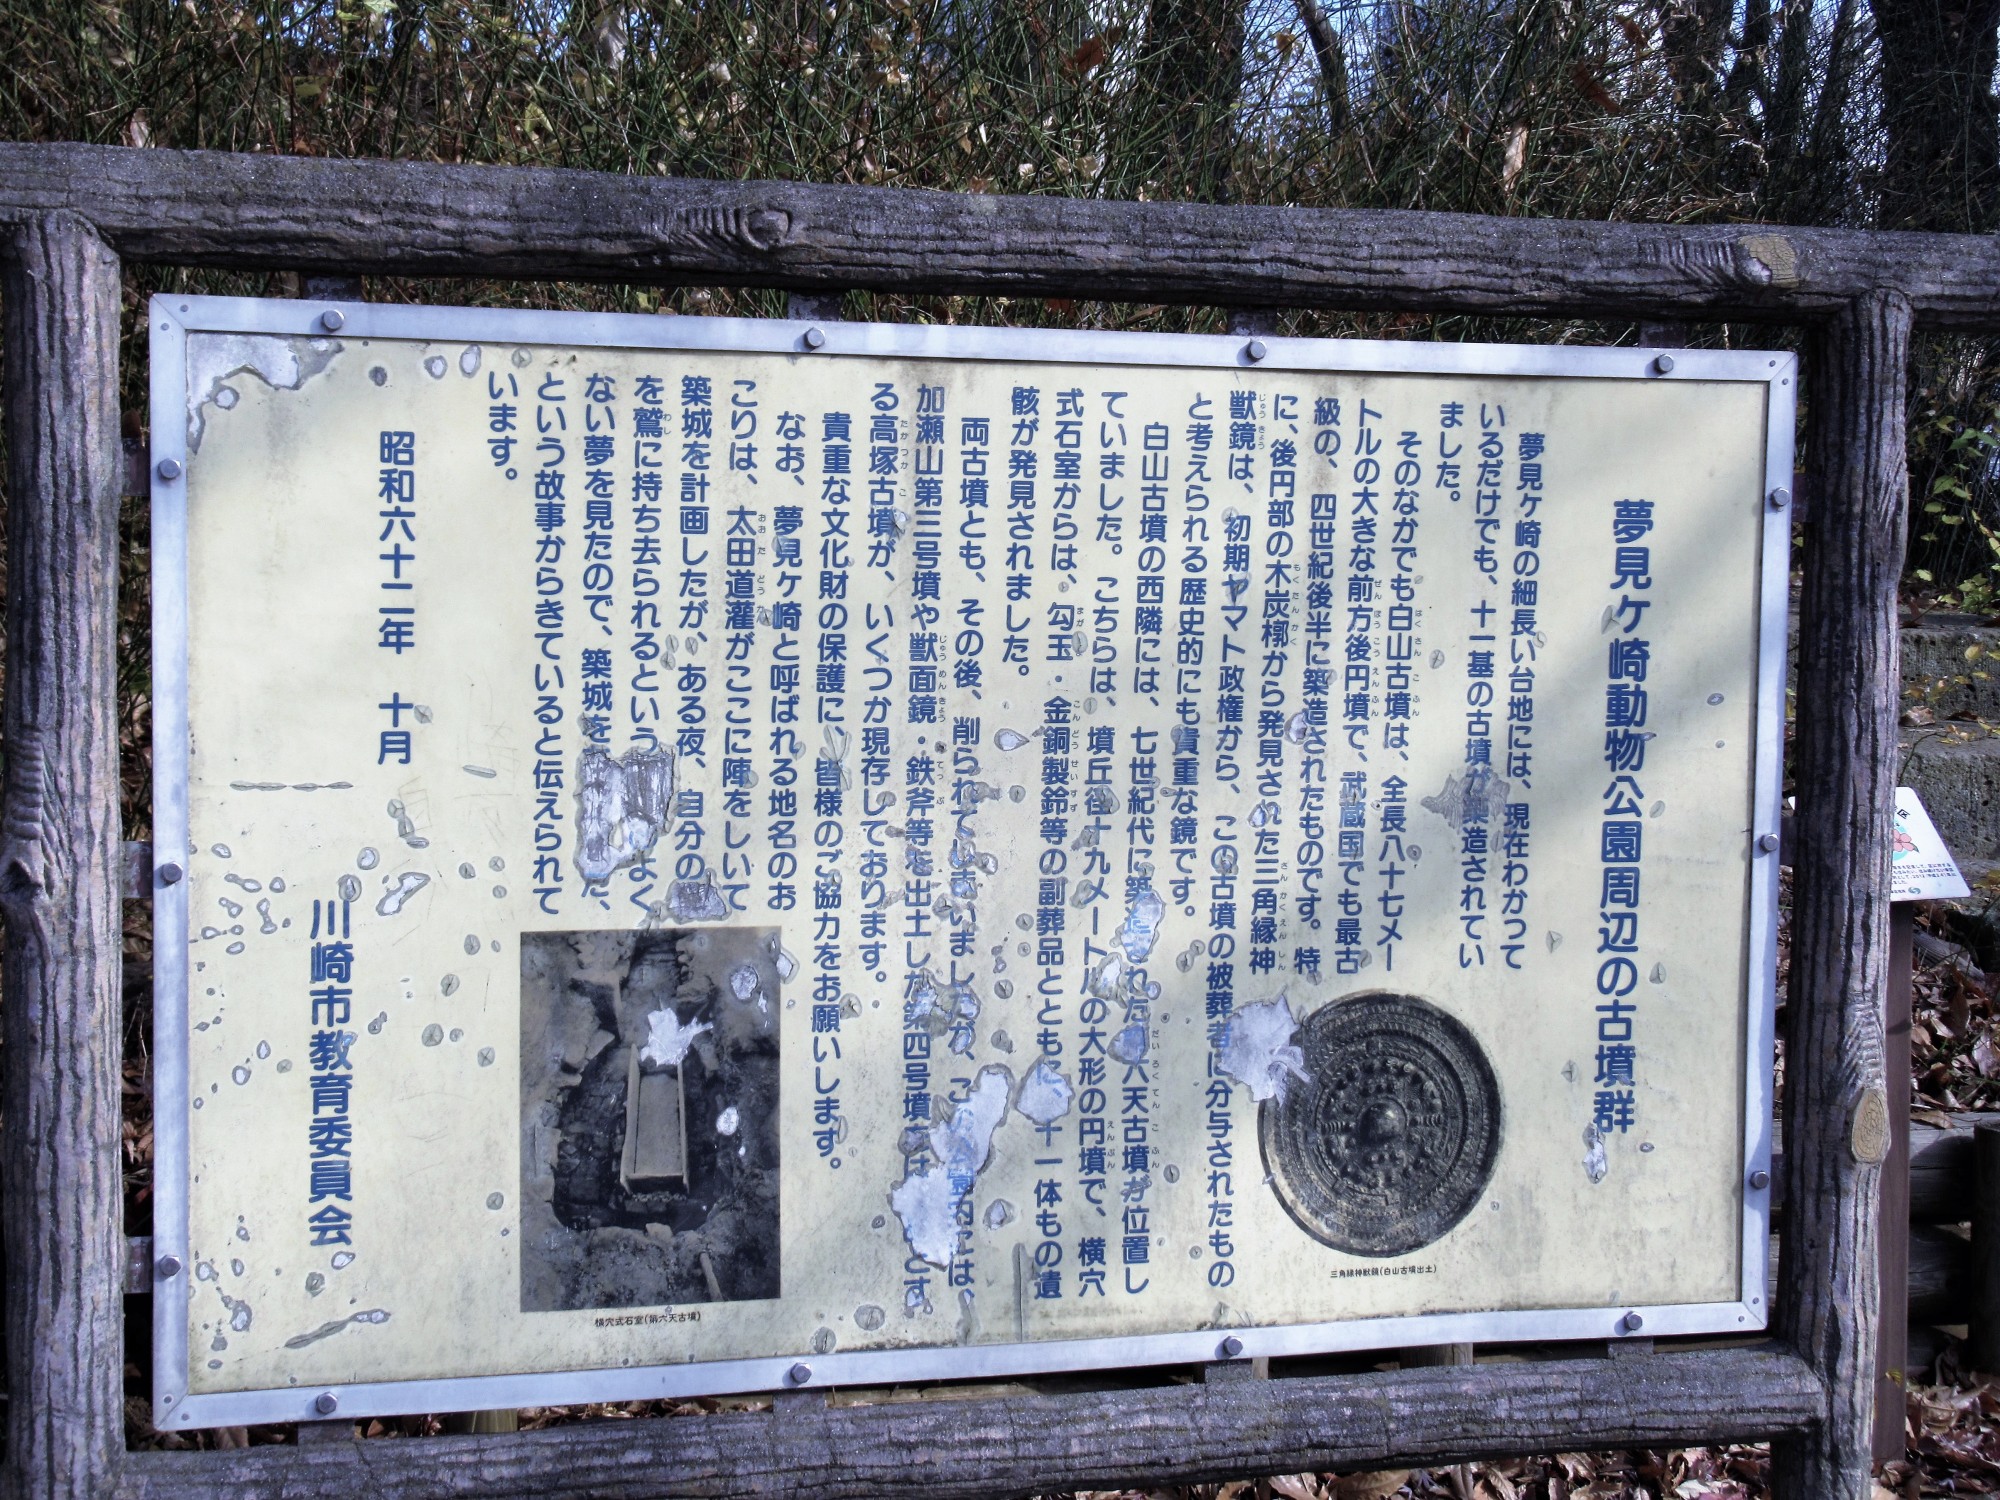 夢見ケ崎動物公園周辺の古墳群
夢見ケ崎の細長い台地には、現在わかって
いるだけでも、十一基の古墳が築造されてい
ました。
そのなかでも白山古墳は、全長八十七メー
トルの大きな前方後円墳で、武蔵国でも最古
級の、四世紀後半に築造されたものです。特
に、後円部の木炭槨から発見された三角縁神
獣鏡は、初期ヤマト政権から、この古墳の被葬者に分与されたもの
と考えられる歴史的にも貴重な鏡です。
白山古墳の西隣には、七世紀代に築造された第六天古墳が位置し
ていました。こちらは、墳丘径十九メートルの大形の円墳で、横穴
式石室からは、勾玉・金銅製鈴等の副葬品とともに、十一体もの遺
骸が発見されました。
両古墳とも、その後、削られてしまいましたが、この公園内には、
加瀬山第三号墳や獣面鏡・鉄斧等を出土した第四号墳をはとす
る高塚古墳が、いくつか現存しております。
貴重な文化財の保護に、皆様のご協力をお願いします。
なお、夢見ケ崎と呼ばれる地名のお
こりは、太田道灌がここに陣をしいて
築城を計画したが、ある夜、自分の
を鷲に持ち去られるという よく
ない夢を見たので、築城を た、
という故事からきていると伝えられて
います。
昭和六十二年 十月
川崎市教育委員会
三角縁神獣鏡(白山古墳出土)
横穴式石室(第六天古墳)